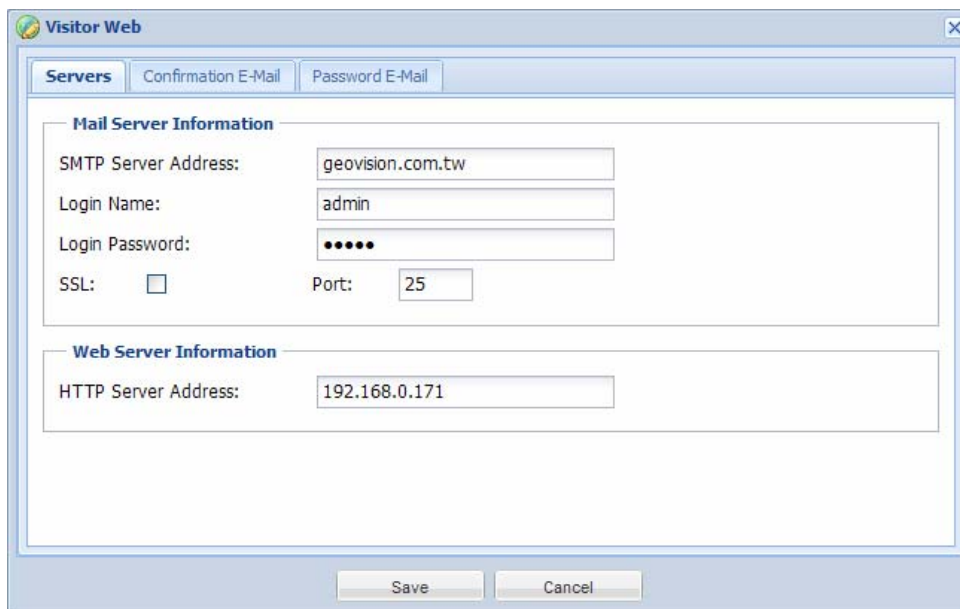 Visitor Web
Servers Confirmation E-Mail Password E-Mail
Mail Server Information
SMTP Server Address: geovision.com.tw
Login Name: admin
Login Password: •••••
SSL: Port: 25
Web Server Information
HTTP Server Address: 192.168.0.171
Save Cancel